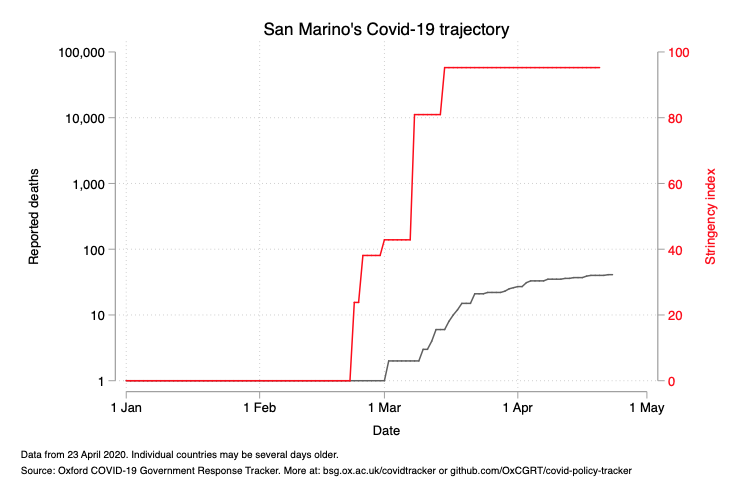 San Marino's Covid-19 trajectory
100,000
10,000
1,000
100
10
1
Reported deaths
100
80
60
40
20
0
Stringency index
1 Jan 1 Feb 1 Mar 1 Apr 1 May
Date
Data from 23 April 2020. Individual countries may be several days older.
Source: Oxford COVID-19 Government Response Tracker. More at: bsg.ox.ac.uk/covidtracker or github.com/OxCGRT/covid-policy-tracker